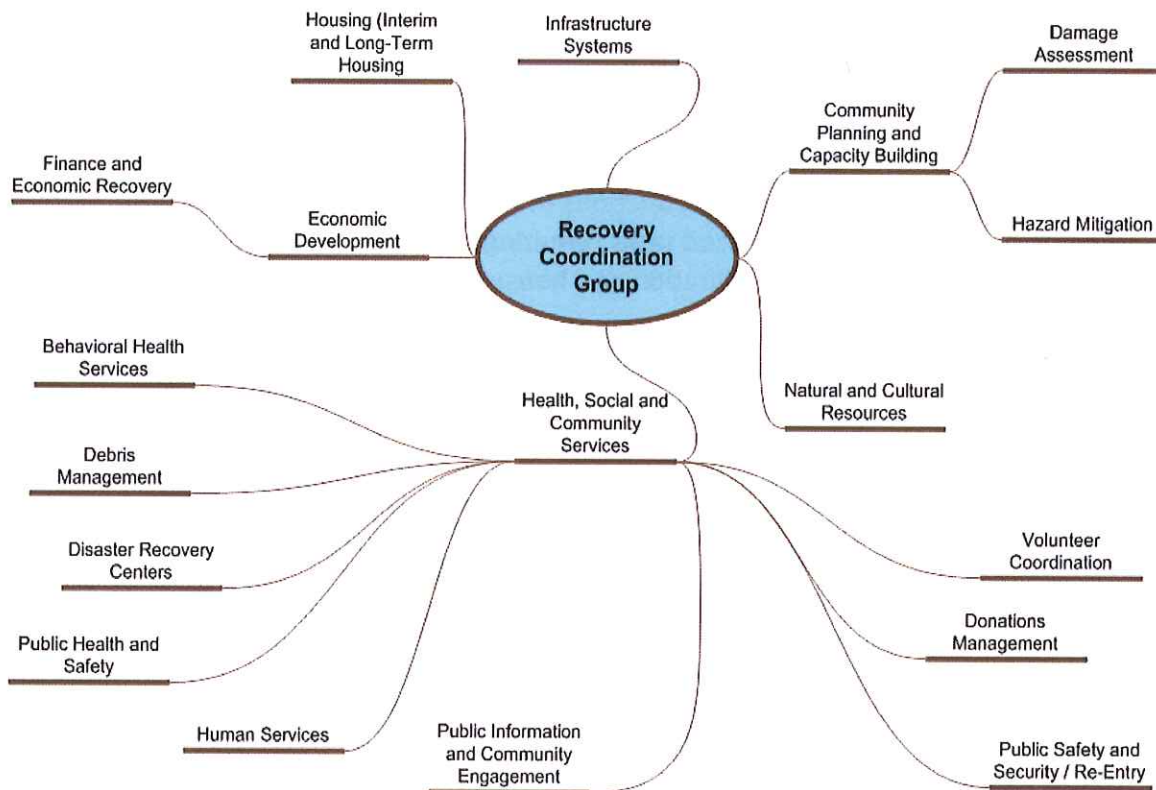 Housing (Interim
and Long-Term
Housing
Infrastructure
Systems
Damage
Assessment
Community
Planning and
Capacity Building
Finance and
Economic Recovery
Economic
Development
Recovery
Coordination
Group
Hazard Mitigation
Behavioral Health
Services
Health, Social and
Community
Services
Natural and Cultural
Resources
Debris
Management
Disaster Recovery
Centers
Volunteer
Coordination
Public Health and
Safety
Donations
Management
Human Services
Public Information
and Community
Engagement
Public Safety and
Security / Re-Entry